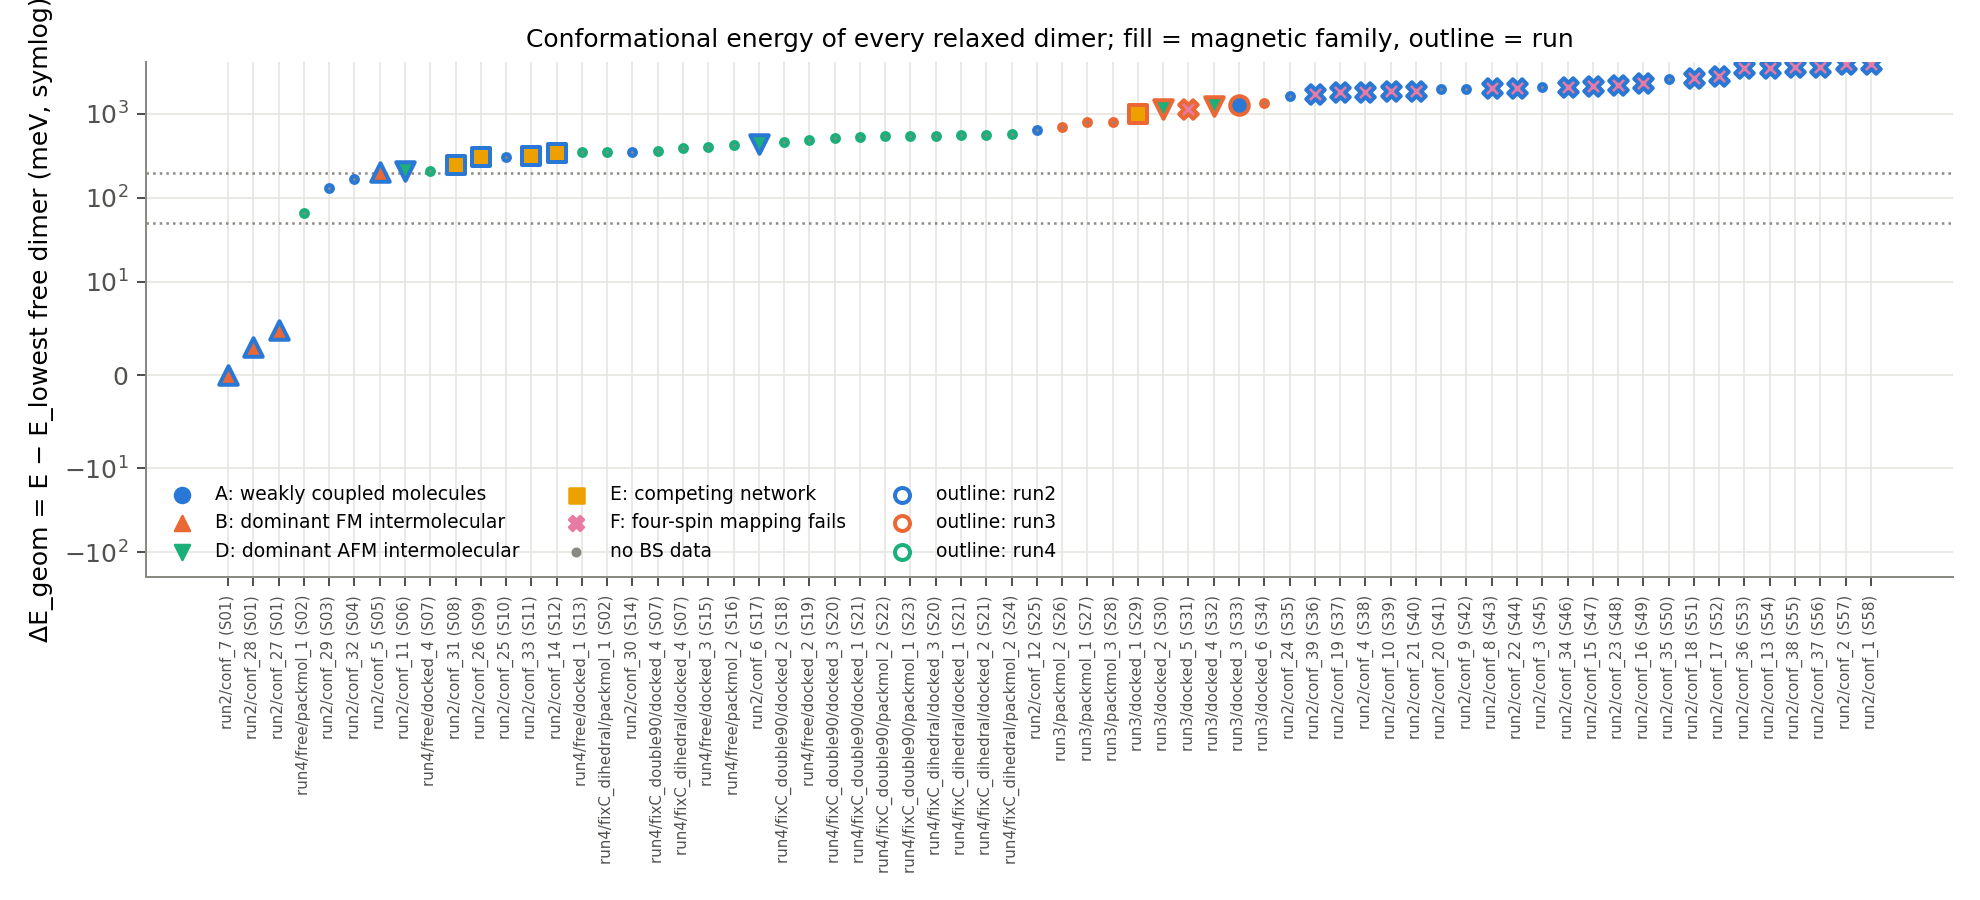 Conformational energy of every relaxed dimer; fill = magnetic family, outline = run
ΔE_geom = E − E_lowest free dimer (meV, symlog)
10³
10²
10¹
0
−10¹
−10²
A: weakly coupled molecules
B: dominant FM intermolecular
D: dominant AFM intermolecular
E: competing network
F: four-spin mapping fails
no BS data
outline: run2
outline: run3
outline: run4
run2/conf_7 (S01)
run2/conf_28 (S01)
run2/conf_27 (S01)
run4/free/packmol_1 (S02)
run2/conf_29 (S03)
run2/conf_32 (S04)
run2/conf_5 (S05)
run2/conf_11 (S06)
run4/free/docked_4 (S07)
run2/conf_31 (S08)
run2/conf_26 (S09)
run2/conf_25 (S10)
run2/conf_33 (S11)
run2/conf_14 (S12)
run4/free/docked_1 (S13)
run4/fixC_dihedral/packmol_1 (S02)
run2/conf_30 (S14)
run4/fixC_double90/docked_4 (S07)
run4/fixC_dihedral/docked_4 (S07)
run4/free/docked_3 (S15)
run4/free/packmol_2 (S16)
run2/conf_6 (S17)
run4/fixC_double90/docked_2 (S18)
run4/free/docked_2 (S19)
run4/fixC_double90/docked_3 (S20)
run4/fixC_double90/docked_1 (S21)
run4/fixC_double90/packmol_2 (S22)
run4/fixC_double90/packmol_1 (S23)
run4/fixC_dihedral/docked_3 (S20)
run4/fixC_dihedral/docked_1 (S21)
run4/fixC_dihedral/docked_2 (S21)
run4/fixC_dihedral/packmol_2 (S24)
run2/conf_12 (S25)
run3/packmol_2 (S26)
run3/packmol_1 (S27)
run3/packmol_3 (S28)
run3/docked_1 (S29)
run3/docked_2 (S30)
run3/docked_5 (S31)
run3/docked_4 (S32)
run3/docked_3 (S33)
run3/docked_6 (S34)
run2/conf_24 (S35)
run2/conf_39 (S36)
run2/conf_19 (S37)
run2/conf_4 (S38)
run2/conf_10 (S39)
run2/conf_21 (S40)
run2/conf_20 (S41)
run2/conf_9 (S42)
run2/conf_8 (S43)
run2/conf_22 (S44)
run2/conf_3 (S45)
run2/conf_34 (S46)
run2/conf_15 (S47)
run2/conf_23 (S48)
run2/conf_16 (S49)
run2/conf_35 (S50)
run2/conf_18 (S51)
run2/conf_17 (S52)
run2/conf_36 (S53)
run2/conf_13 (S54)
run2/conf_38 (S55)
run2/conf_37 (S56)
run2/conf_2 (S57)
run2/conf_1 (S58)